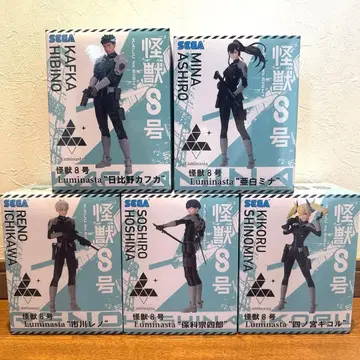 SEGA
KAFKA
HIBINO
怪獣8号
怪獣8号
Luminasta "日比野カフカ"
SEGA
MINA
ASHIRO
怪獣8号
怪獣8号
Luminasta "亜白ミナ"
SEGA
RENO
ICHIKAWA
怪獣8号
怪獣8号
Luminasta "市川レノ"
SEGA
SOSHIRO
HOSHINA
怪獣8号
怪獣8号
Luminasta "保科宗四郎"
SEGA
KIKORU
SHINOMIYA
怪獣8号
怪獣8号
Luminasta "四ノ宮キコル"